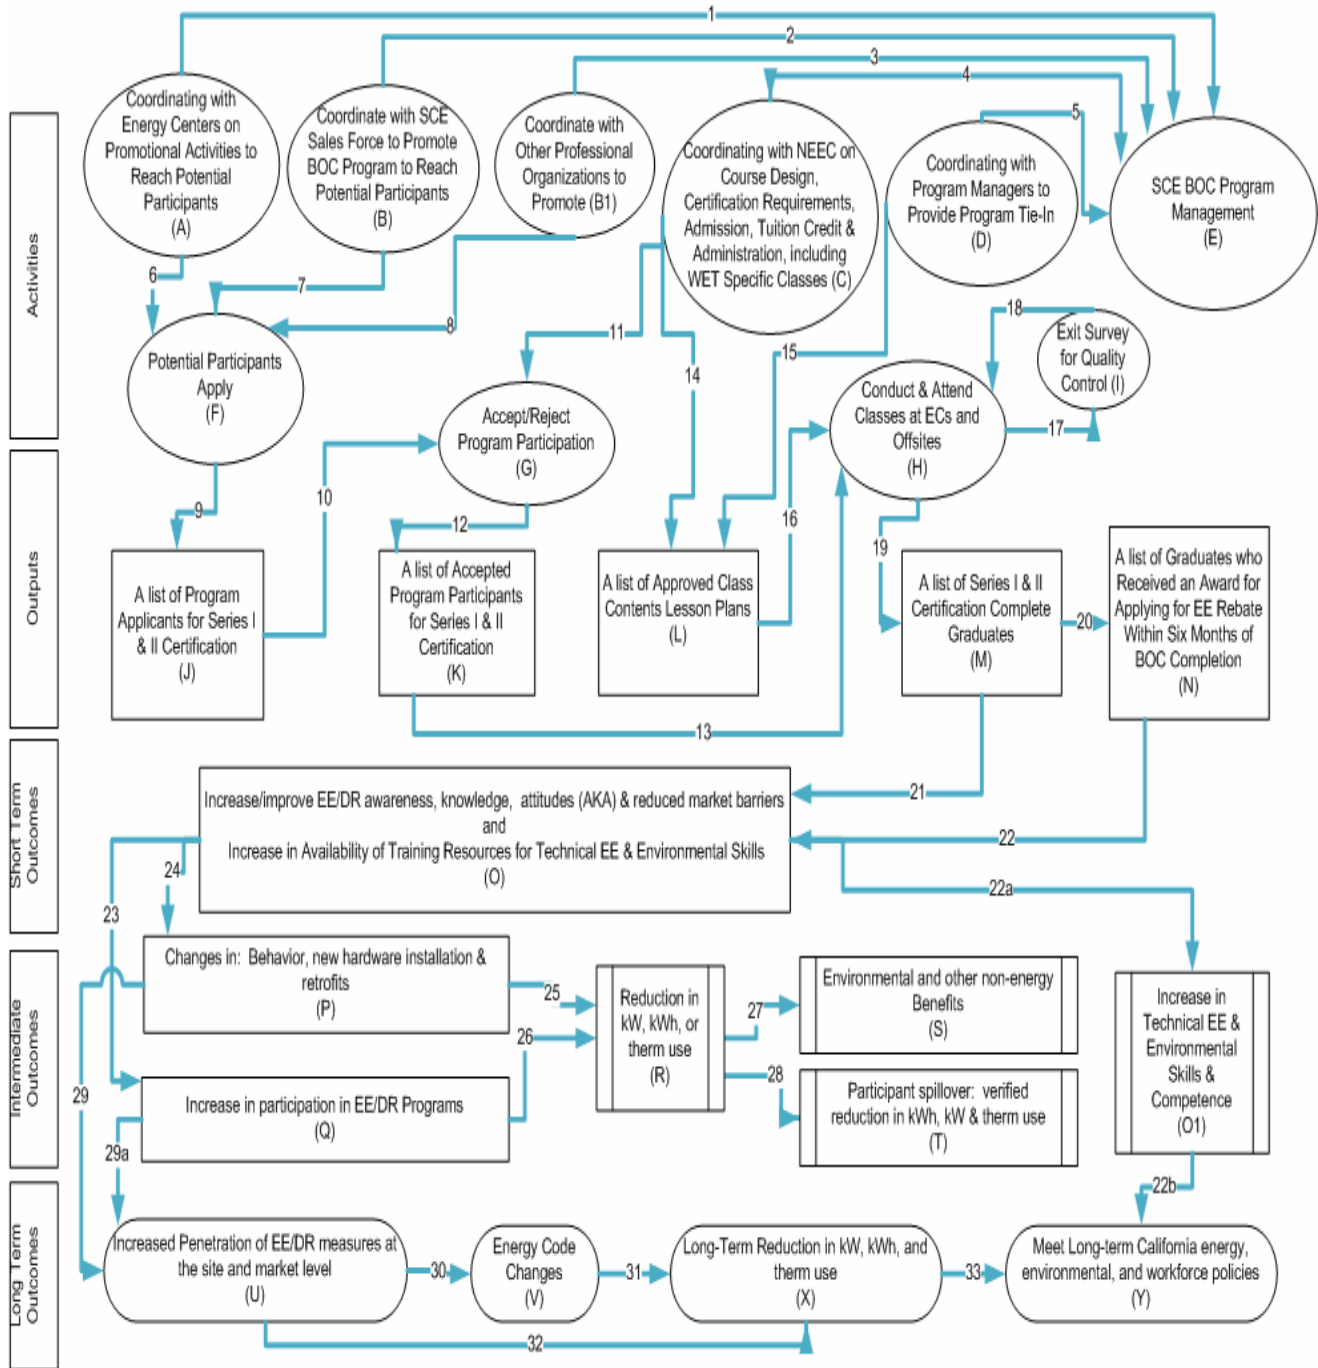 1
2
3
4
5
Activities
Coordinating with
Energy Centers on
Promotional Activities to
Reach Potential
Participants
(A)
Coordinate with SCE
Sales Force to Promote
BOC Program to Reach
Potential Participants
(B)
Coordinate with
Other Professional
Organizations to
Promote (B1)
Coordinating with NEEC on
Course Design,
Certification Requirements,
Admission, Tuition Credit &
Administration, including
WET Specific Classes (C)
Coordinating with
Program Managers to
Provide Program Tie-In
(D)
SCE BOC Program
Management
(E)
6
7
8
11
14
15
18
17
Potential Participants
Apply
(F)
Accept/Reject
Program Participation
(G)
Conduct & Attend
Classes at ECs and
Offsites
(H)
Exit Survey
for Quality
Control (I)
Outputs
9
10
12
16
19
20
13
A list of Program
Applicants for Series I
& II Certification
(J)
A list of Accepted
Program Participants
for Series I & II
Certification
(K)
A list of Approved Class
Contents Lesson Plans
(L)
A list of Series I & II
Certification Complete
Graduates
(M)
A list of Graduates who
Received an Award for
Applying for EE Rebate
Within Six Months of
BOC Completion
(N)
Short Term
Outcomes
21
22
22a
24
23
Increase/improve EE/DR awareness, knowledge, attitudes (AKA) & reduced market barriers
and
Increase in Availability of Training Resources for Technical EE & Environmental Skills
(O)
Intermediate
Outcomes
Changes in: Behavior, new hardware installation &
retrofits
(P)
25
26
27
28
29
29a
Increase in participation in EE/DR Programs
(Q)
Reduction in
kW, kWh, or
therm use
(R)
Environmental and other non-energy
Benefits
(S)
Participant spillover: verified
reduction in kWh, kW & therm use
(T)
Increase in
Technical EE &
Environmental
Skills &
Competence
(O1)
22b
Long Term
Outcomes
Increased Penetration of EE/DR measures at
the site and market level
(U)
30
Energy Code
Changes
(V)
31
Long-Term Reduction in kW, kWh, and
therm use
(X)
33
Meet Long-term California energy,
environmental, and workforce policies
(Y)
32